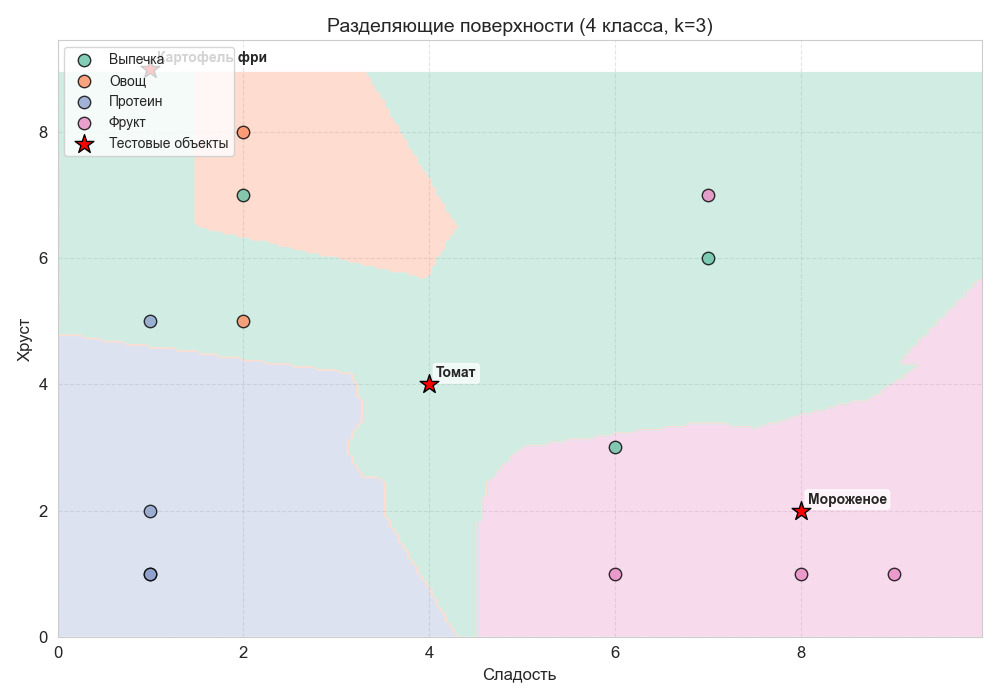 Разделяющие поверхности (4 класса, k=3)
Картофель фри
Выпечка
Овощ
Протеин
Фрукт
Тестовые объекты
Томат
Мороженое
Хруст
8
6
4
2
0
0 2 4 6 8
Сладость